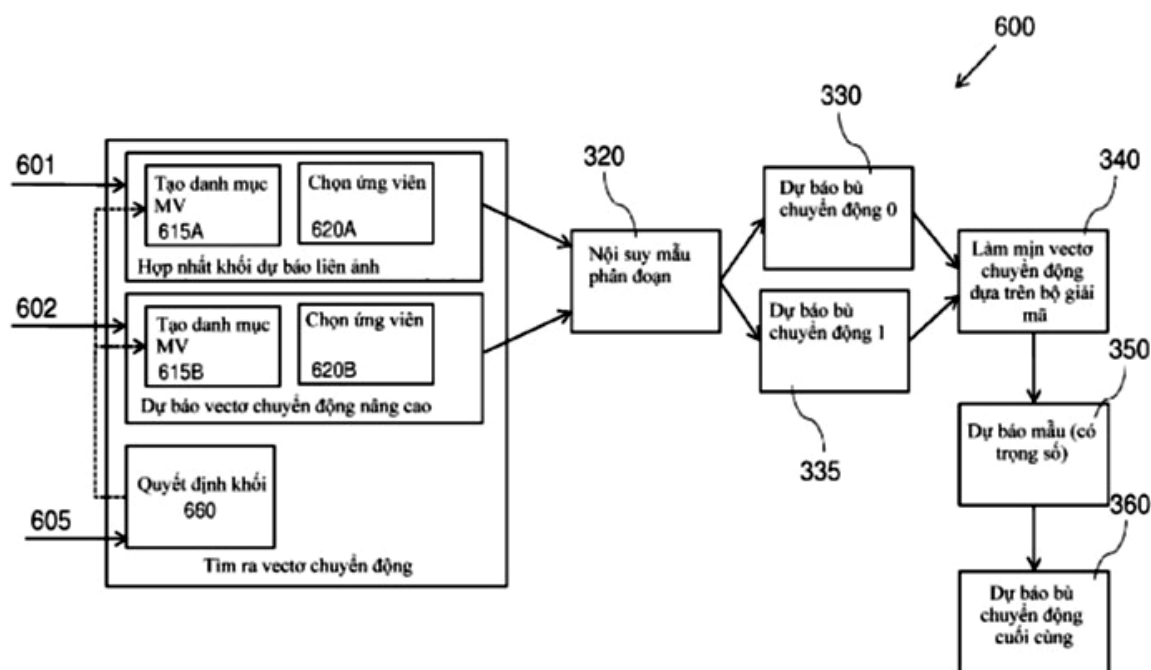 600
330
601
320
340
Tạo danh mục
MV
615A
Chọn ứng viên
620A
Hợp nhất khối dự báo liên ảnh
Dự báo bù
chuyển động 0
Nội suy mẫu
phân đoạn
Làm mịn vectơ
chuyển động
dựa trên bộ giải
mã
602
Tạo danh mục
MV
615B
Chọn ứng viên
620B
Dự báo vectơ chuyển động nâng cao
Dự báo bù
chuyển động 1
335
350
Dự báo mẫu (có
trọng số)
605
Quyết định khối
660
Tìm ra vectơ chuyển động
360
Dự báo bù
chuyển động
cuối cùng